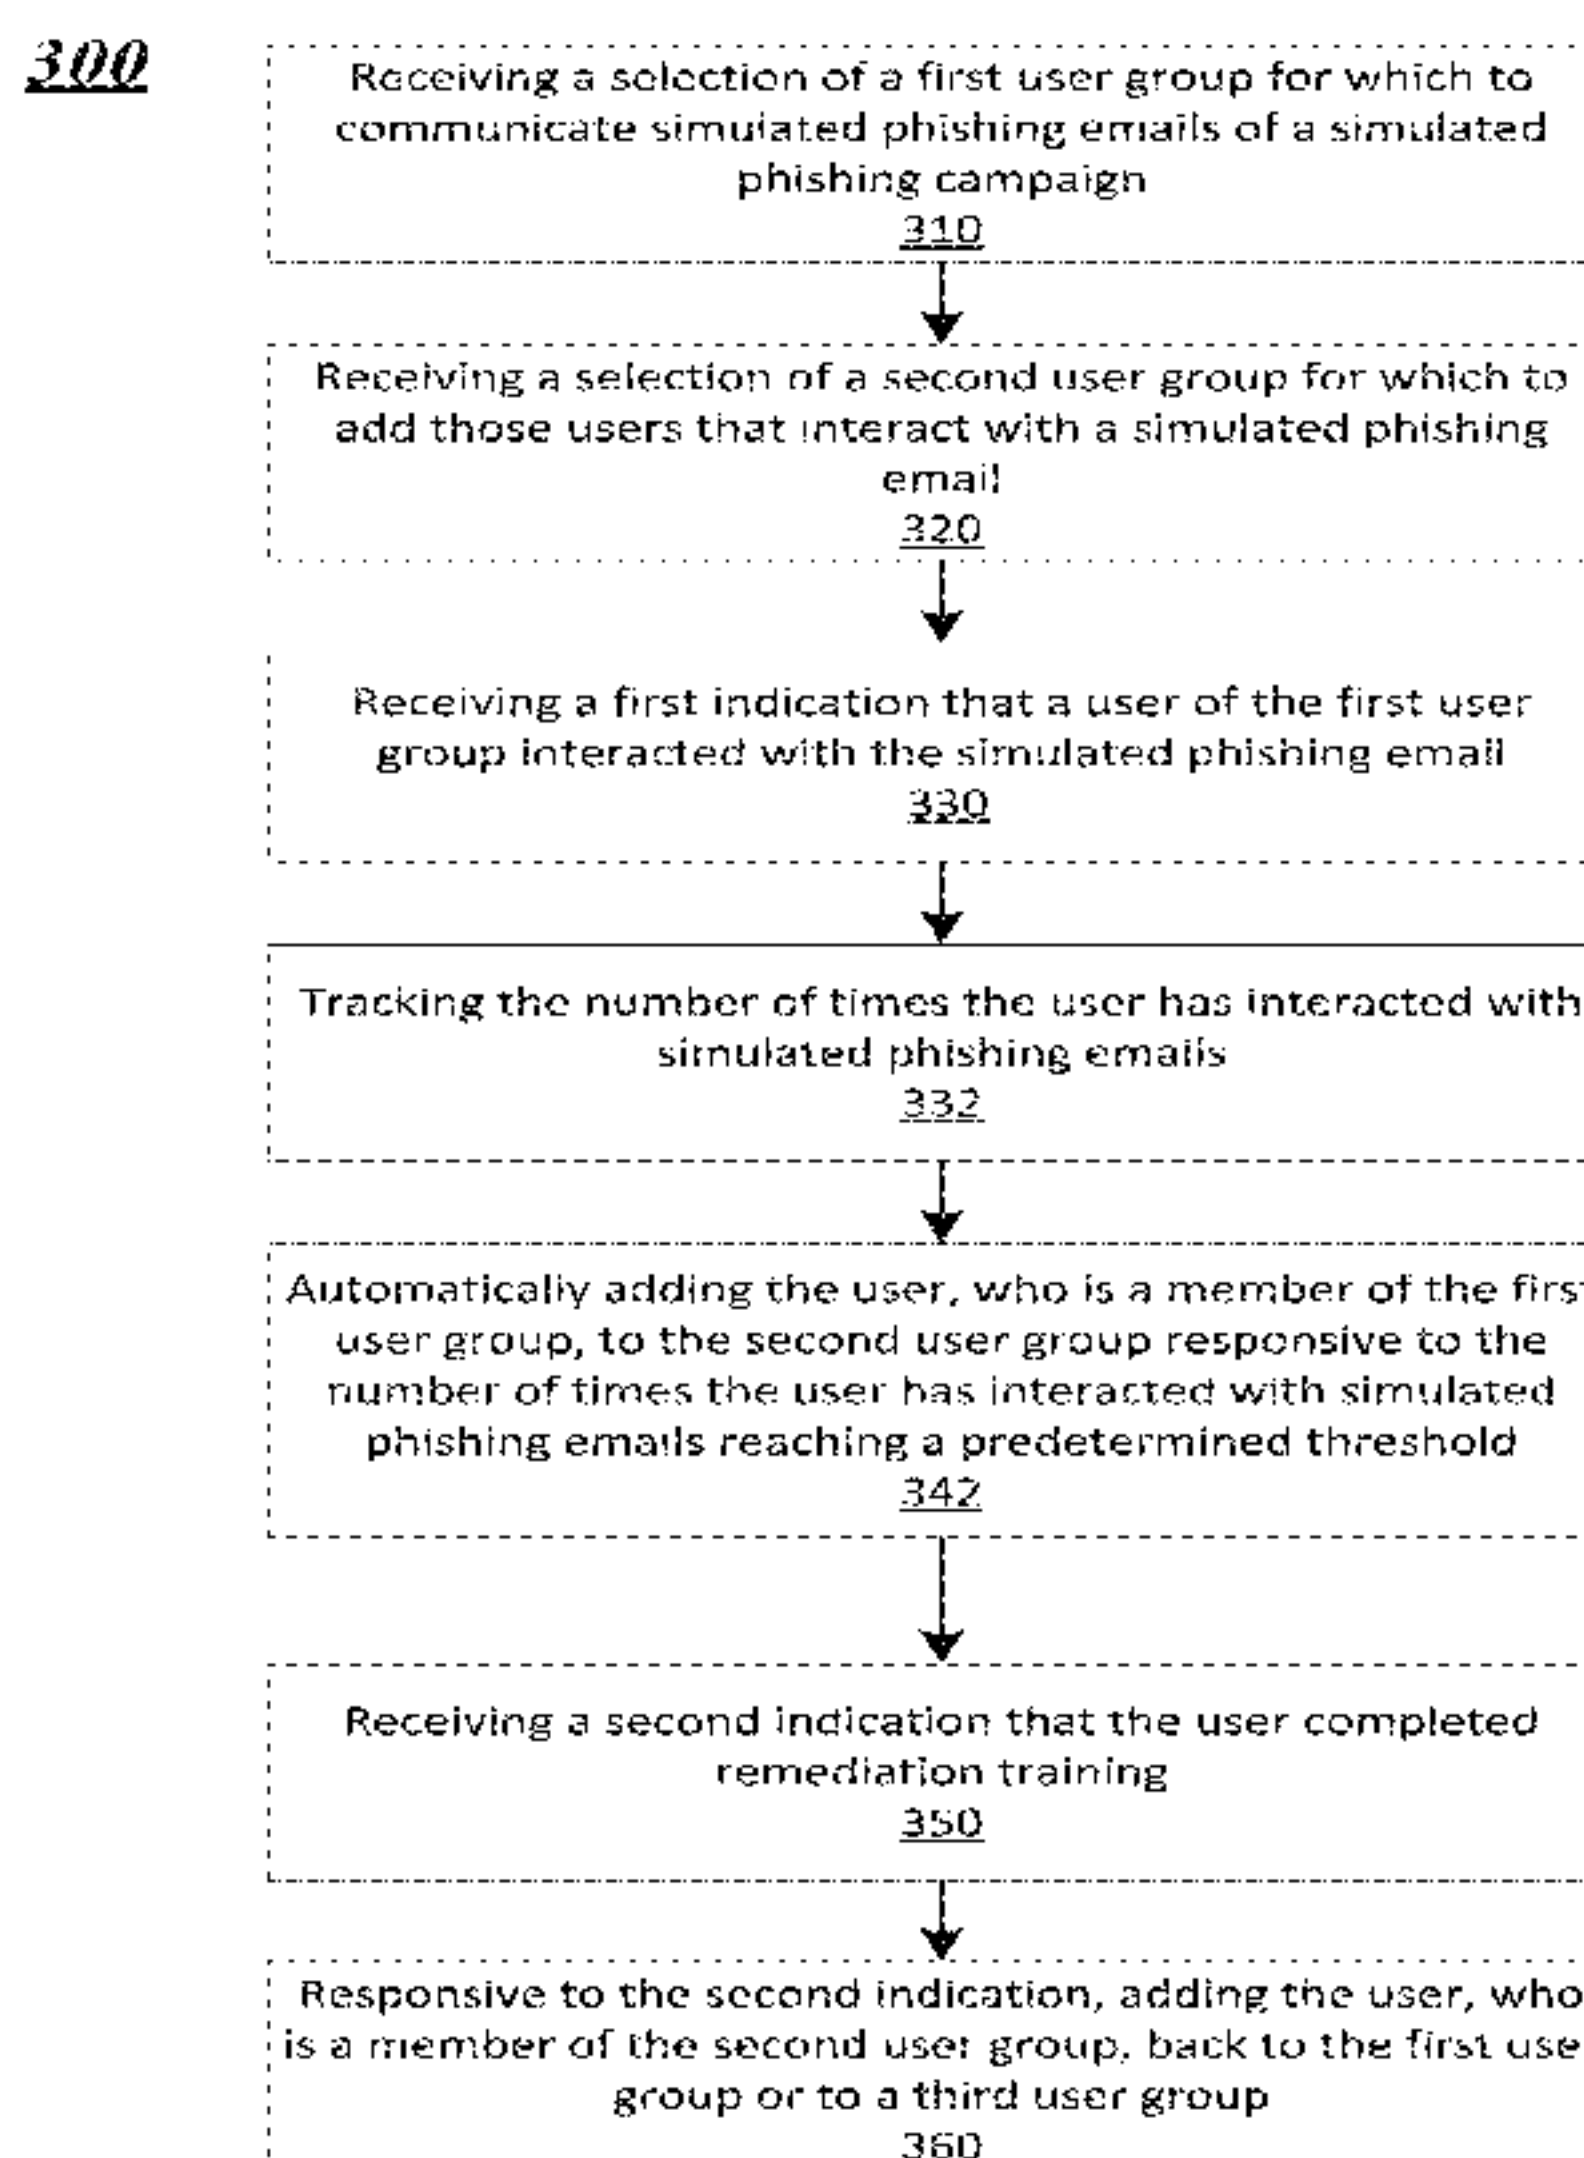 300
Receiving a selection of a first user group for which to
communicate simulated phishing emails of a simulated
phishing campaign
310
Receiving a selection of a second user group for which to
add those users that interact with a simulated phishing
email
320
Receiving a first indication that a user of the first user
group interacted with the simulated phishing email
330
Tracking the number of times the user has interacted with
simulated phishing emails
332
Automatically adding the user, who is a member of the first
user group, to the second user group responsive to the
number of times the user has interacted with simulated
phishing emails reaching a predetermined threshold
342
Receiving a second indication that the user completed
remediation training
350
Responsive to the second indication, adding the user, who
is a member of the second user group, back to the first use
group or to a third user group
360